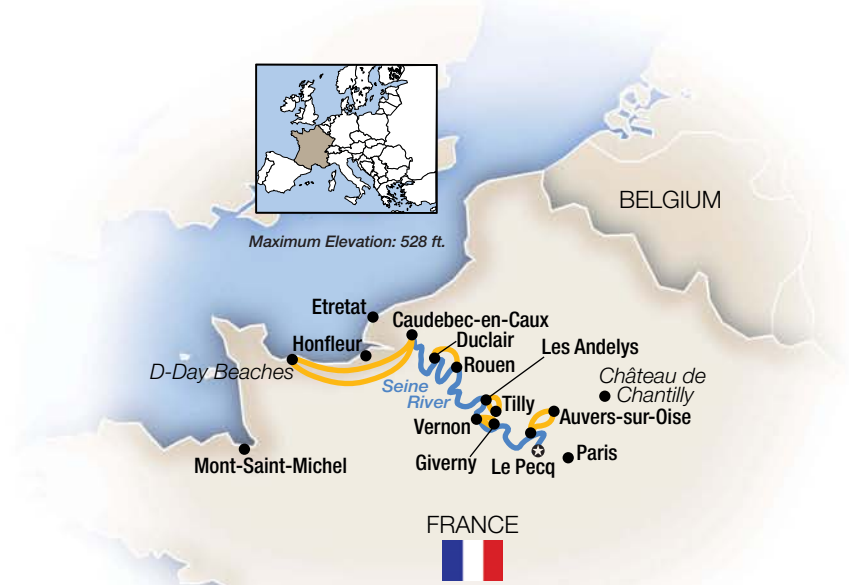 BELGIUM
Maximum Elevation: 528 ft.
Etretat
Caudebec-en-Caux
Honfleur
Duclair
Les Andelys
D-Day Beaches
Rouen
Château de
Chantilly
Seine
River
Tilly
Auvers-sur-Oise
Vernon
Mont-Saint-Michel
Giverny
Le Pecq
Paris
FRANCE